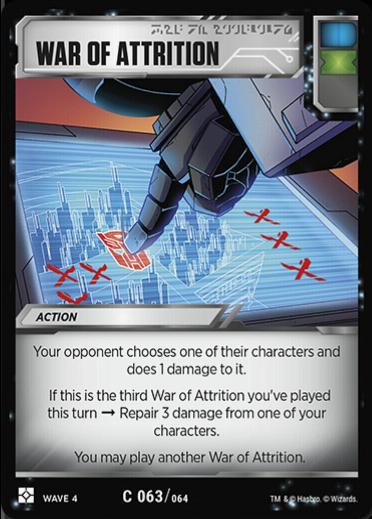 WAR OF ATTRITION
ACTION
Your opponent chooses one of their characters and
does 1 damage to it.
If this is the third War of Attrition you've played
this turn → Repair 3 damage from one of your
characters.
You may play another War of Attrition.
WAVE 4 C 063/064 TM & © Hasbro. © Wizards.